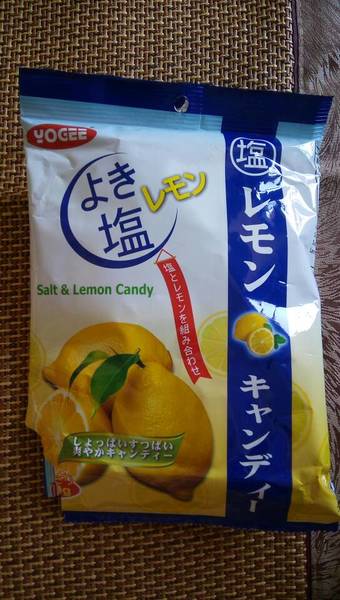 YOGEE
よき
塩
レモン
Salt & Lemon Candy
塩とレモンを組み合わせ
しょっぱいすっぱい
爽やかキャンディー
塩
レモン
キャンディー